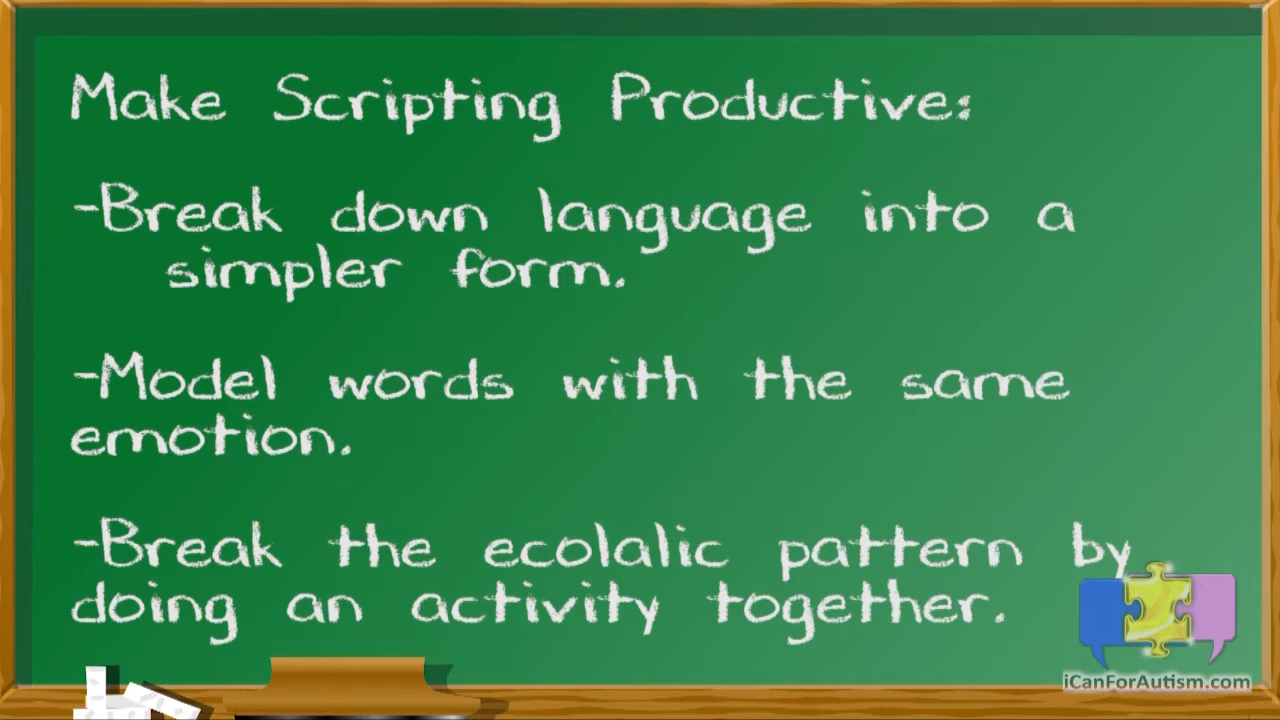 Make Scripting Productive:
-Break down language into a
simpler form.
-Model words with the same
emotion.
-Break the ecolalic pattern by
doing an activity together.
iCanForAutism.com